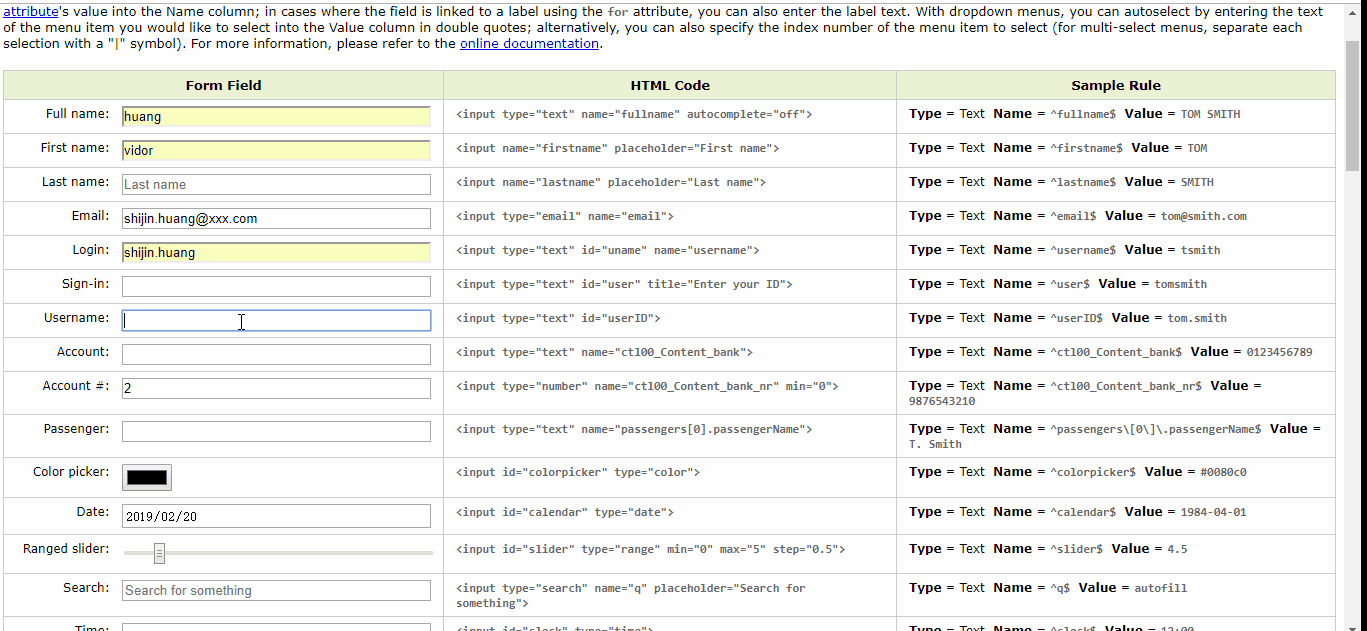 attribute's value into the Name column; in cases where the field is linked to a label using the for attribute, you can also enter the label text. With dropdown menus, you can autoselect by entering the text
of the menu item you would like to select into the Value column in double quotes; alternatively, you can also specify the index number of the menu item to select (for multi-select menus, separate each
selection with a "|" symbol). For more information, please refer to the online documentation.
Form Field HTML Code Sample Rule
Full name: huang <input type="text" name="fullname" autocomplete="off"> Type = Text Name = ^fullname$ Value = TOM SMITH
First name: vidor <input name="firstname" placeholder="First name"> Type = Text Name = ^firstname$ Value = TOM
Last name: Last name <input name="lastname" placeholder="Last name"> Type = Text Name = ^lastname$ Value = SMITH
Email: shijin.huang@xxx.com <input type="email" name="email"> Type = Text Name = ^email$ Value = tom@smith.com
Login: shijin.huang <input type="text" id="uname" name="username"> Type = Text Name = ^username$ Value = tsmith
Sign-in: <input type="text" id="user" title="Enter your ID"> Type = Text Name = ^user$ Value = tomsmith
Username: <input type="text" id="userID"> Type = Text Name = ^userID$ Value = tom.smith
Account: <input type="text" name="ctl00_Content_bank"> Type = Text Name = ^ctl00_Content_bank$ Value = 0123456789
Account #: 2 <input type="number" name="ctl00_Content_bank_nr" min="0"> Type = Text Name = ^ctl00_Content_bank_nr$ Value =
9876543210
Passenger: <input type="text" name="passengers[0].passengerName"> Type = Text Name = ^passengers\[0\]\.passengerName$ Value =
T. Smith
Color picker: <input id="colorpicker" type="color"> Type = Text Name = ^colorpicker$ Value = #0080c0
Date: 2019/02/20 <input id="calendar" type="date"> Type = Text Name = ^calendar$ Value = 1984-04-01
Ranged slider: <input id="slider" type="range" min="0" max="5" step="0.5"> Type = Text Name = ^slider$ Value = 4.5
Search: Search for something <input type="search" name="q" placeholder="Search for
something"> Type = Text Name = ^q$ Value = autofill
Time: <input id="clock" type="time"> Type = Text Name = ^clock$ Value = 12:00